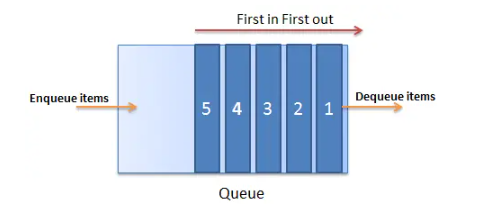 First in First out
Enqueue items
5 4 3 2 1
Dequeue items
Queue